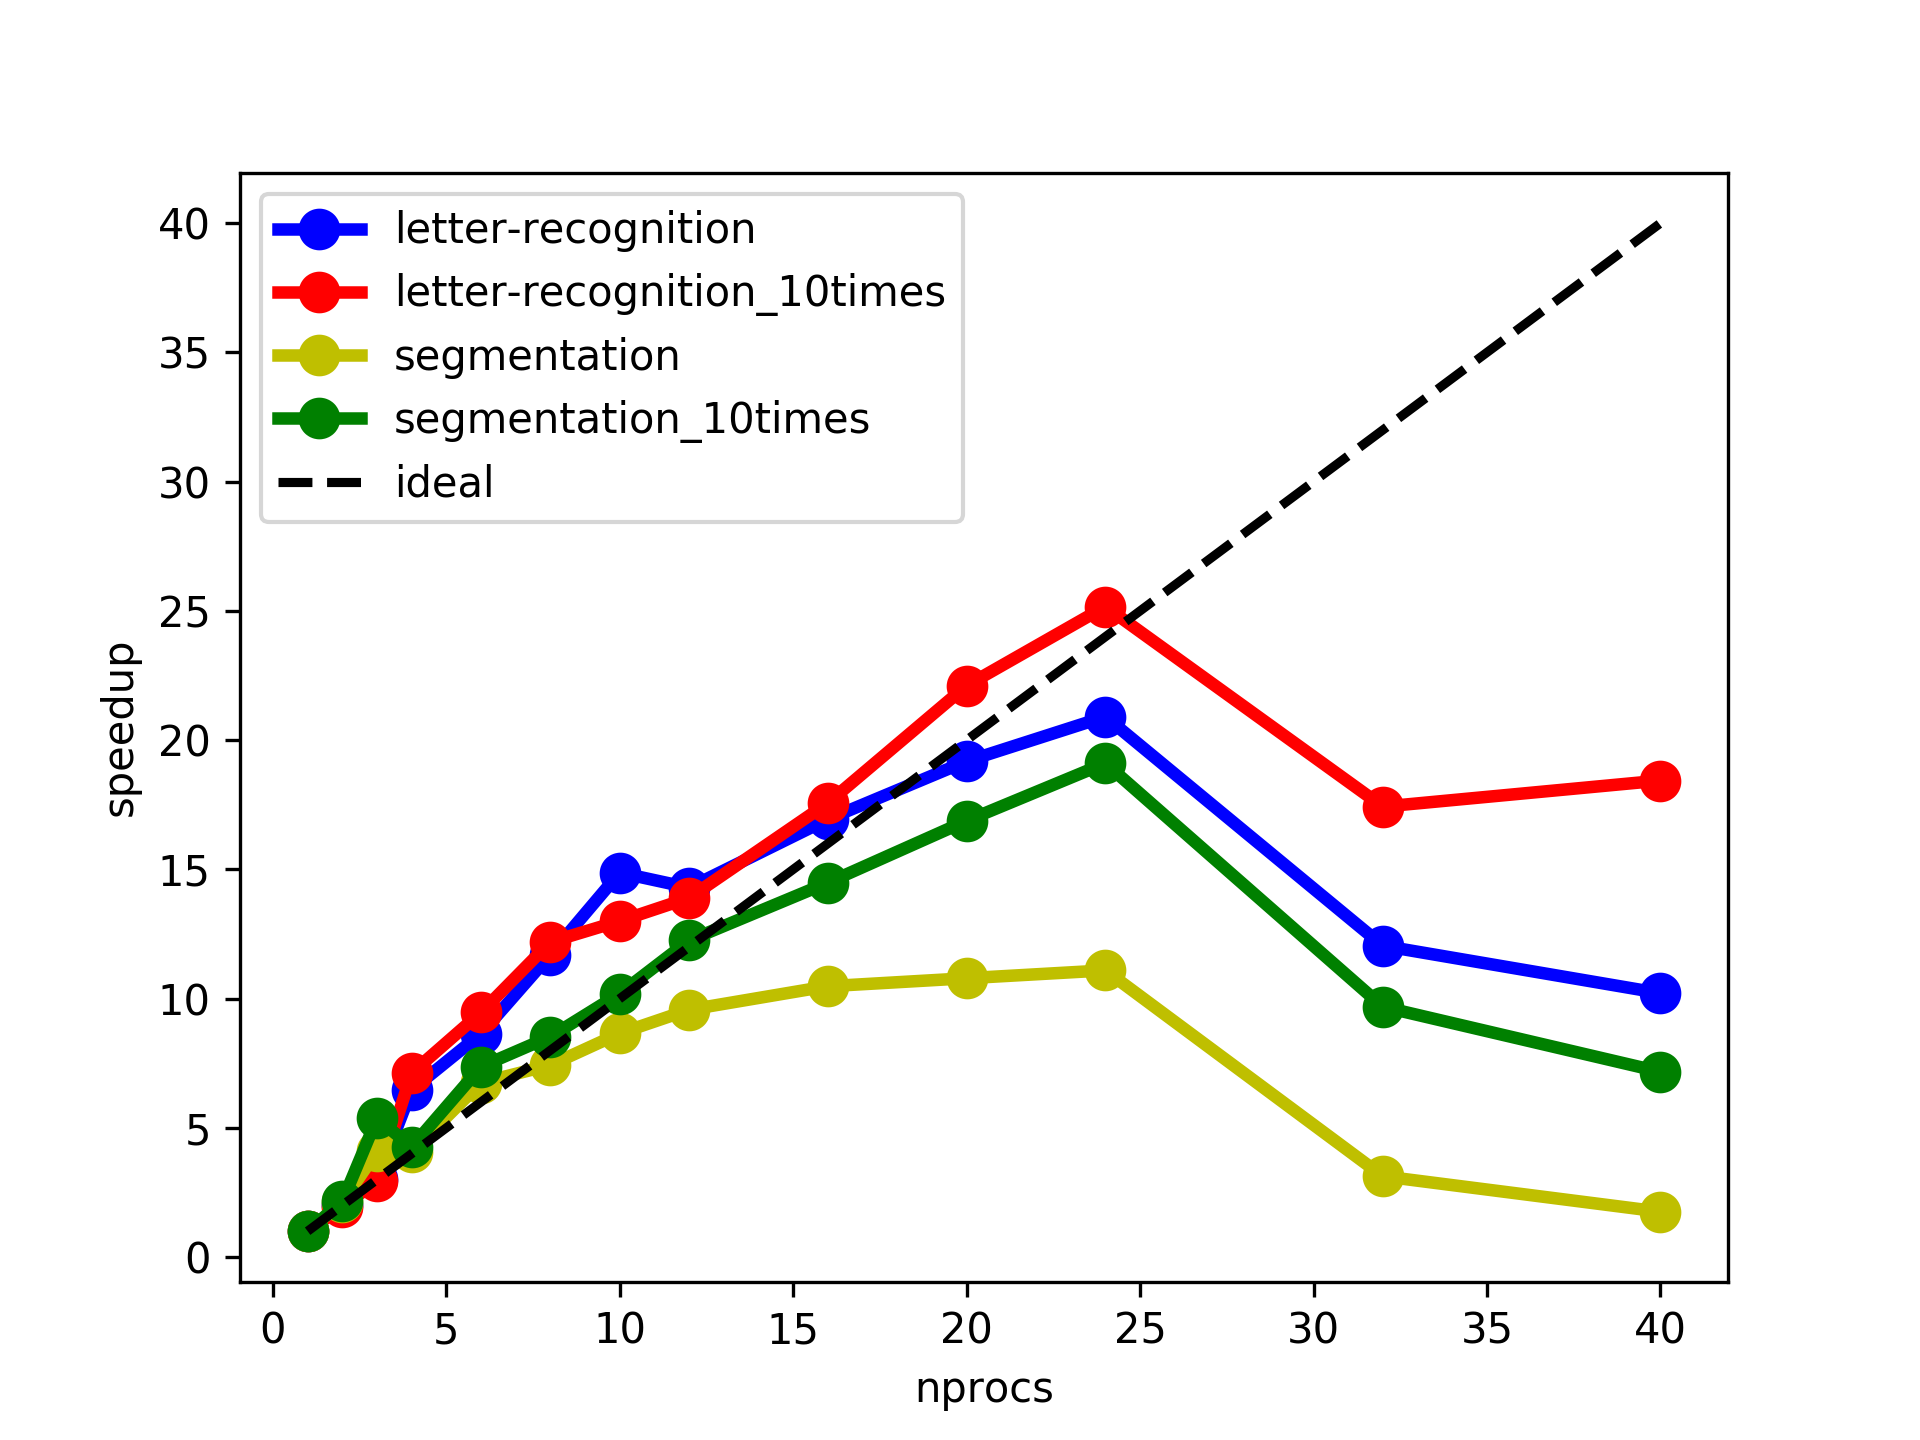 letter-recognition
letter-recognition_10times
segmentation
segmentation_10times
ideal
40
35
30
25
20
15
10
5
0
speedup
0 5 10 15 20 25 30 35 40
nprocs